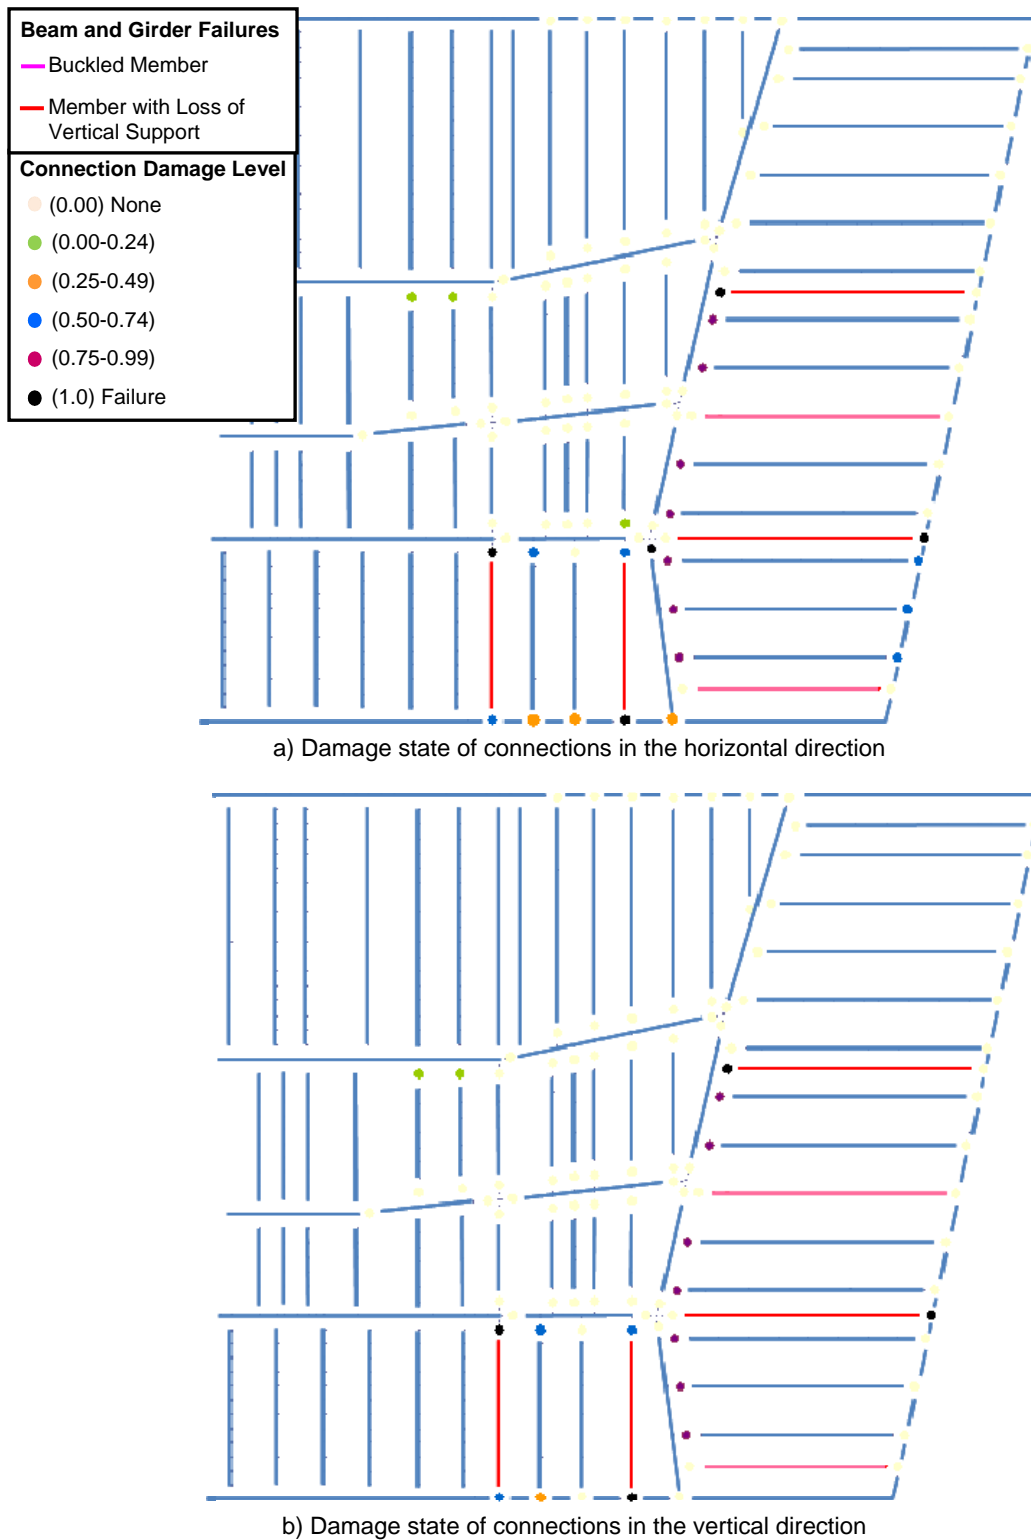 Beam and Girder Failures
Buckled Member
Member with Loss of
Vertical Support
Connection Damage Level
(0.00) None
(0.00-0.24)
(0.25-0.49)
(0.50-0.74)
(0.75-0.99)
(1.0) Failure
a) Damage state of connections in the horizontal direction
b) Damage state of connections in the vertical direction